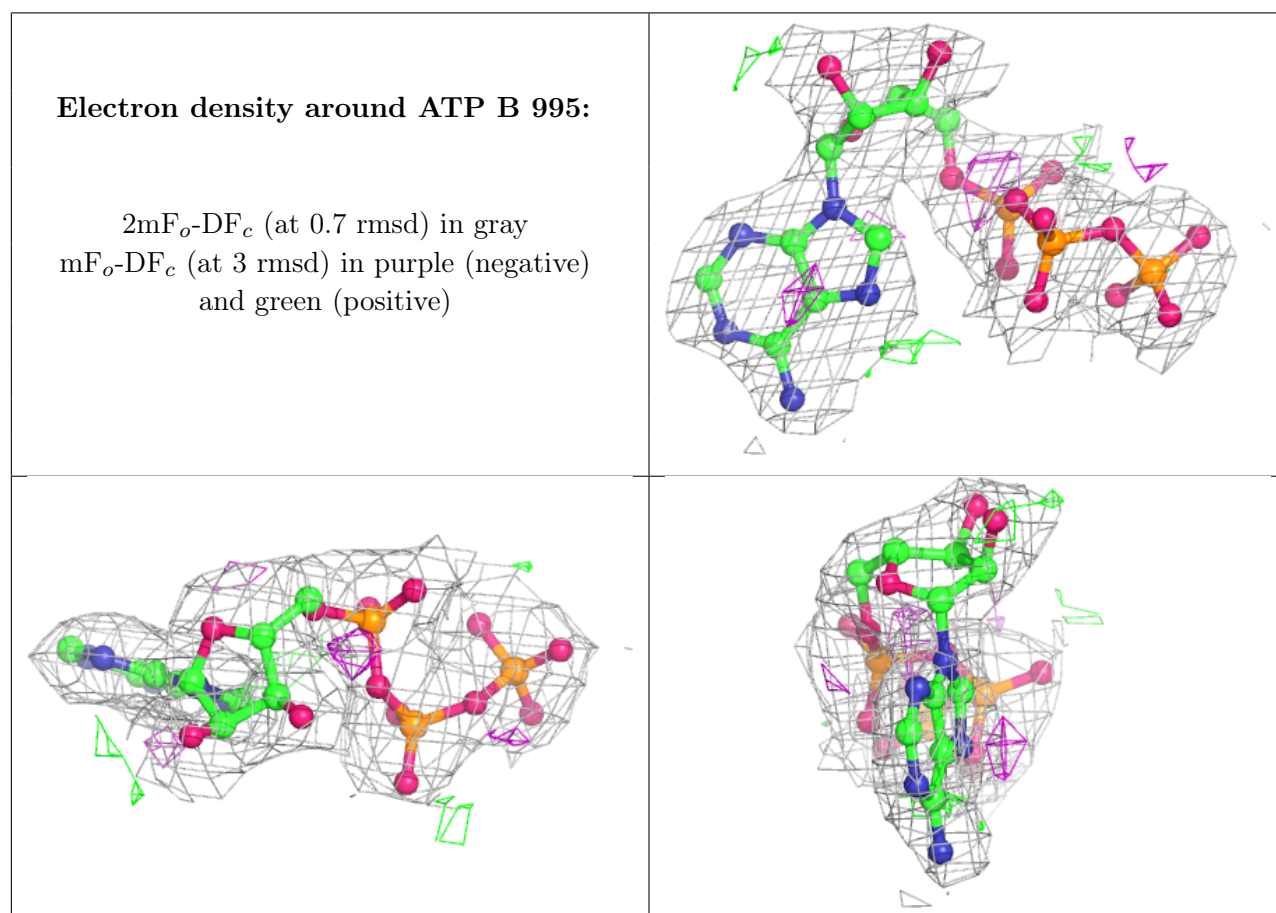 Electron density around ATP B 995:
2mFo-DFc (at 0.7 rmsd) in gray
mFo-DFc (at 3 rmsd) in purple (negative)
and green (positive)